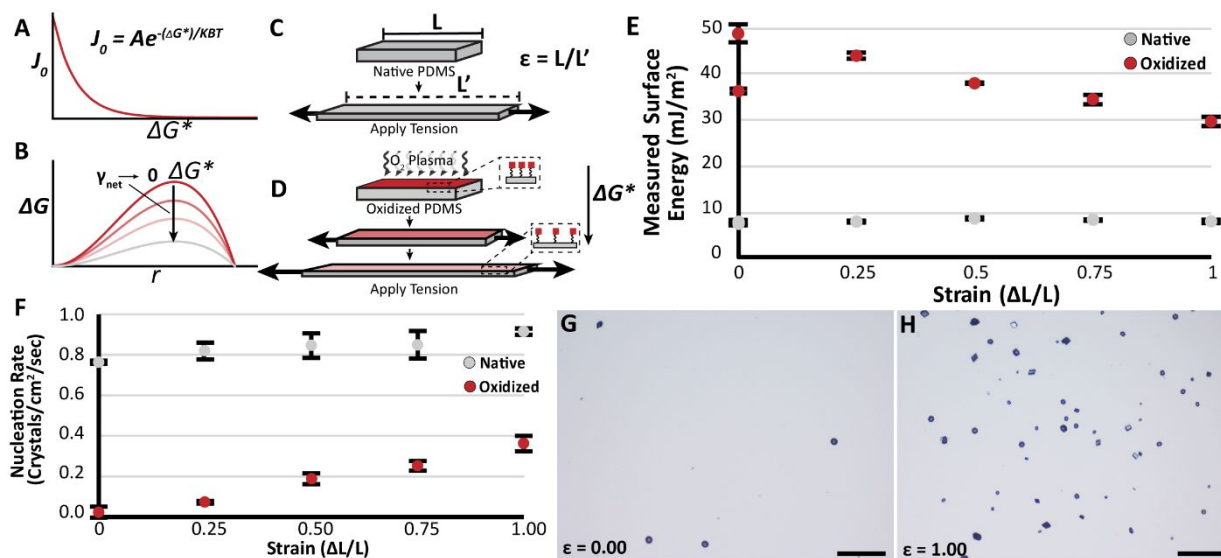 A
J₀ = Ae^-(ΔG*)/KBT
J₀
ΔG*
B
γnet → 0 ΔG*
ΔG
r
C
L
Native PDMS
ε = L/L'
L'
Apply Tension
O₂ Plasma
D
Oxidized PDMS
ΔG*
Apply Tension
E
Measured Surface
Energy (mJ/m²)
50
40
30
20
10
0
Native
Oxidized
0 0.25 0.5 0.75 1
Strain (ΔL/L)
F
Nucleation Rate
(Crystals/cm²/sec)
1.0
0.8
0.6
0.4
0.2
0.0
Native
Oxidized
0 0.25 0.50 0.75 1.00
Strain (ΔL/L)
G
ε = 0.00
H
ε = 1.00